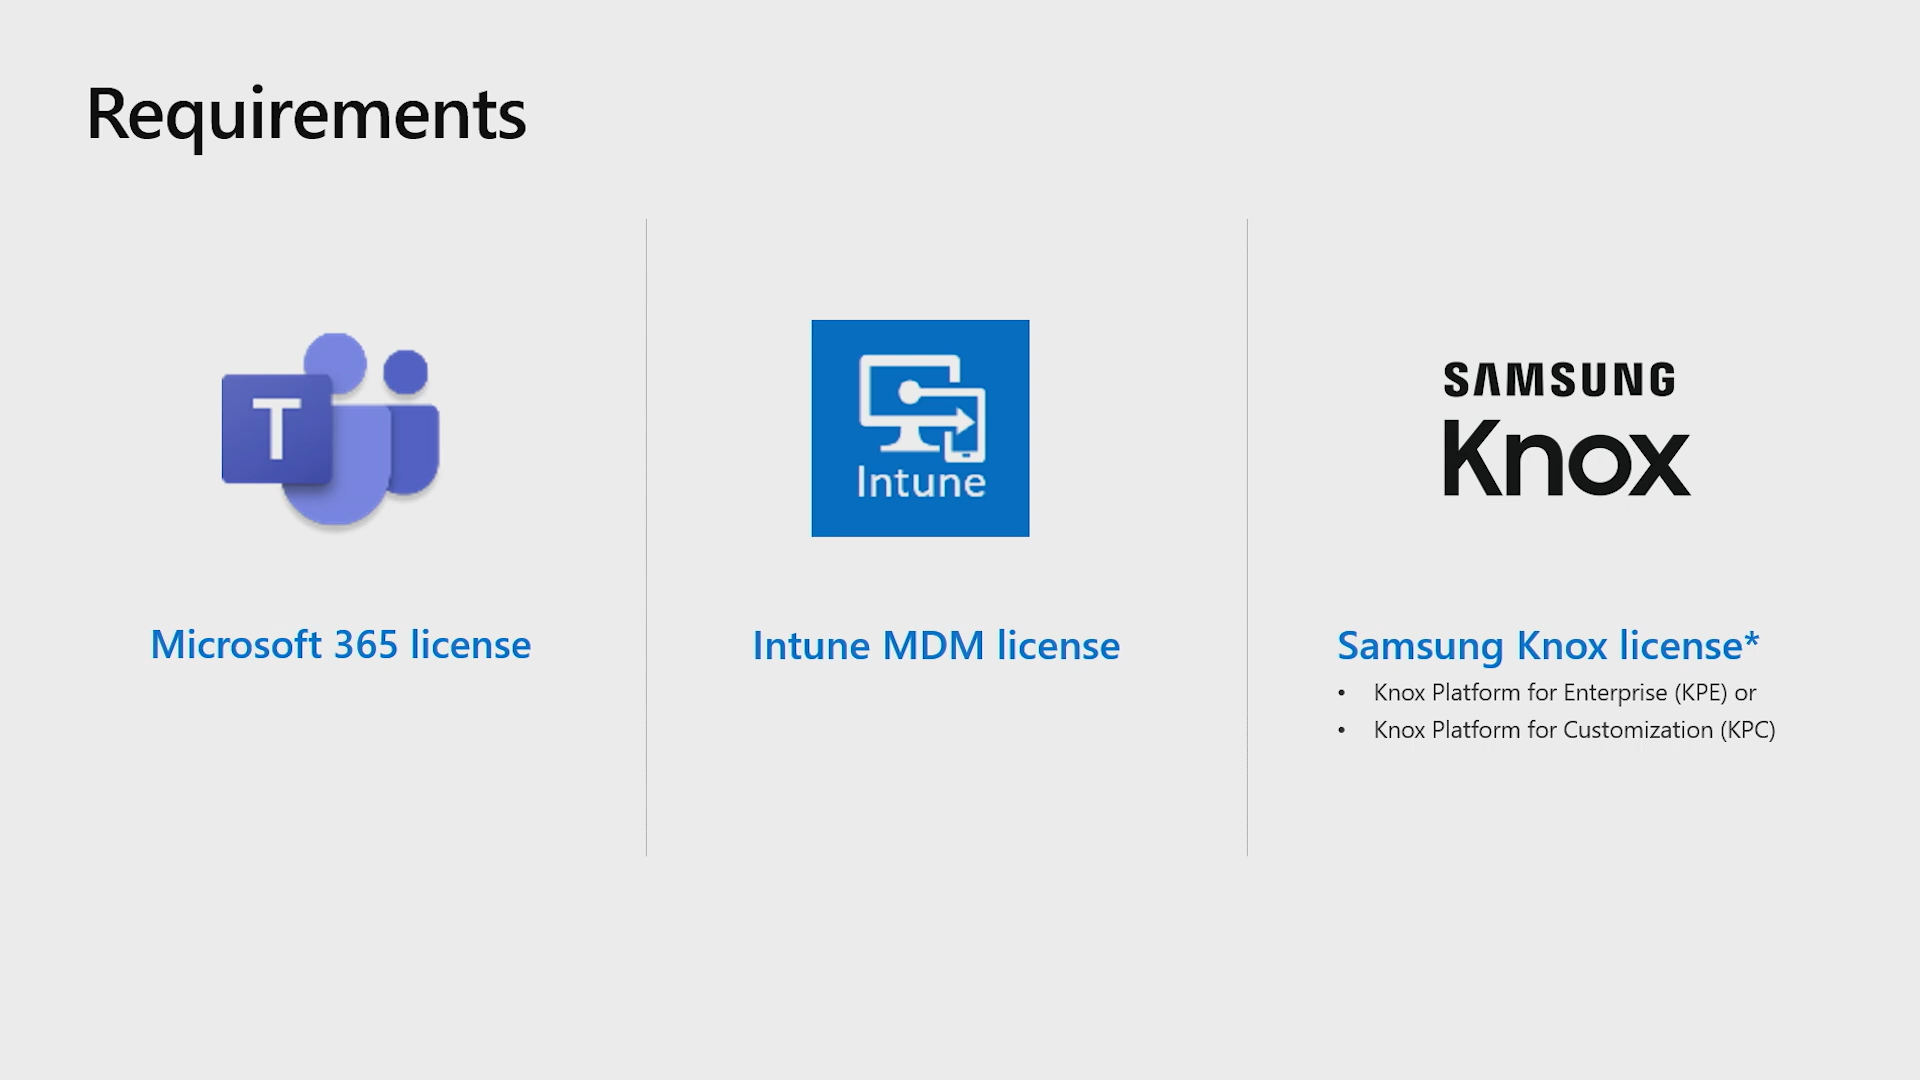 Requirements
T
Intune
SAMSUNG
Knox
Microsoft 365 license
Intune MDM license
Samsung Knox license*
• Knox Platform for Enterprise (KPE) or
• Knox Platform for Customization (KPC)